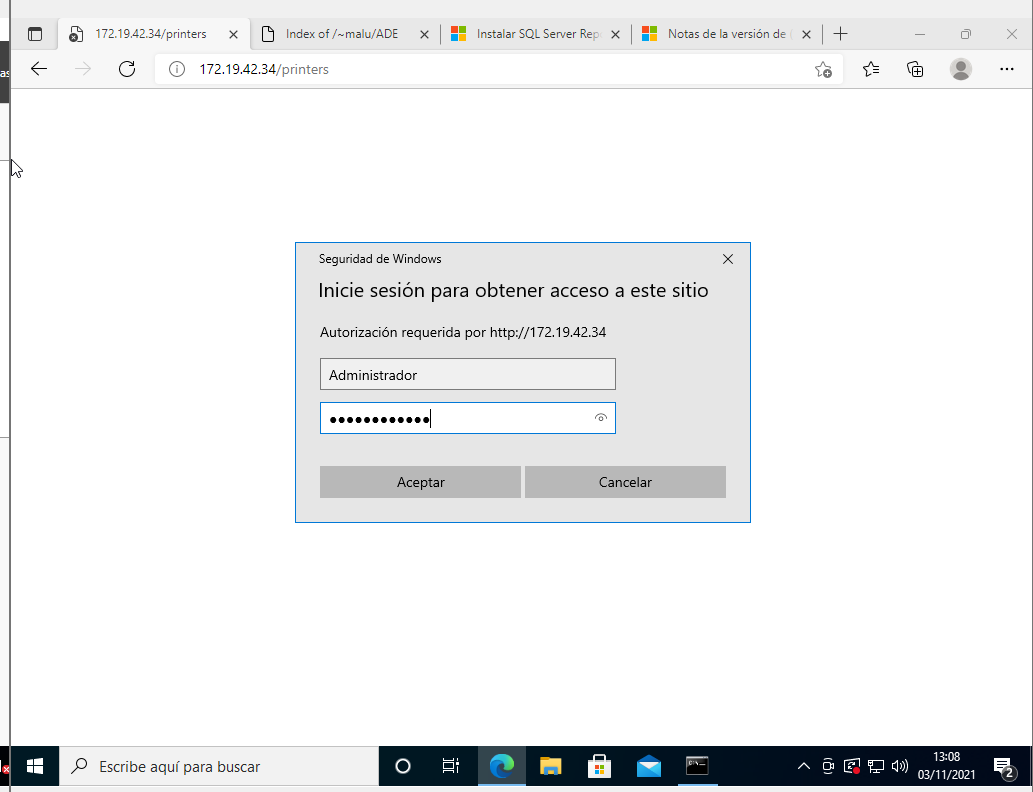 172.19.42.34/printers
Index of /~malu/ADE
Instalar SQL Server Rep
Notas de la versión de
as
172.19.42.34/printers
Seguridad de Windows
Inicie sesión para obtener acceso a este sitio
Autorización requerida por http://172.19.42.34
Administrador
●●●●●●●●●●●●
Aceptar
Cancelar
Escribe aquí para buscar
13:08
03/11/2021
2